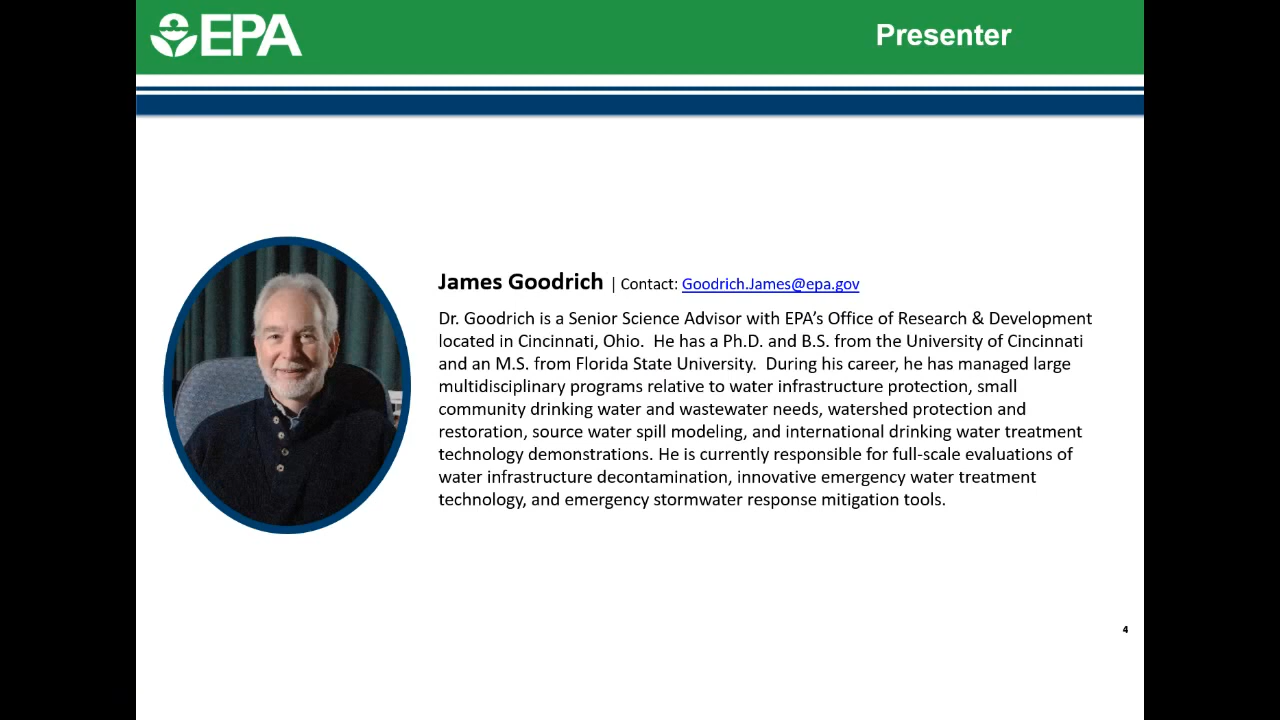 EPA
Presenter
James Goodrich | Contact: Goodrich.James@epa.gov
Dr. Goodrich is a Senior Science Advisor with EPA’s Office of Research & Development
located in Cincinnati, Ohio.  He has a Ph.D. and B.S. from the University of Cincinnati
and an M.S. from Florida State University.  During his career, he has managed large
multidisciplinary programs relative to water infrastructure protection, small
community drinking water and wastewater needs, watershed protection and
restoration, source water spill modeling, and international drinking water treatment
technology demonstrations. He is currently responsible for full-scale evaluations of
water infrastructure decontamination, innovative emergency water treatment
technology, and emergency stormwater response mitigation tools.
4